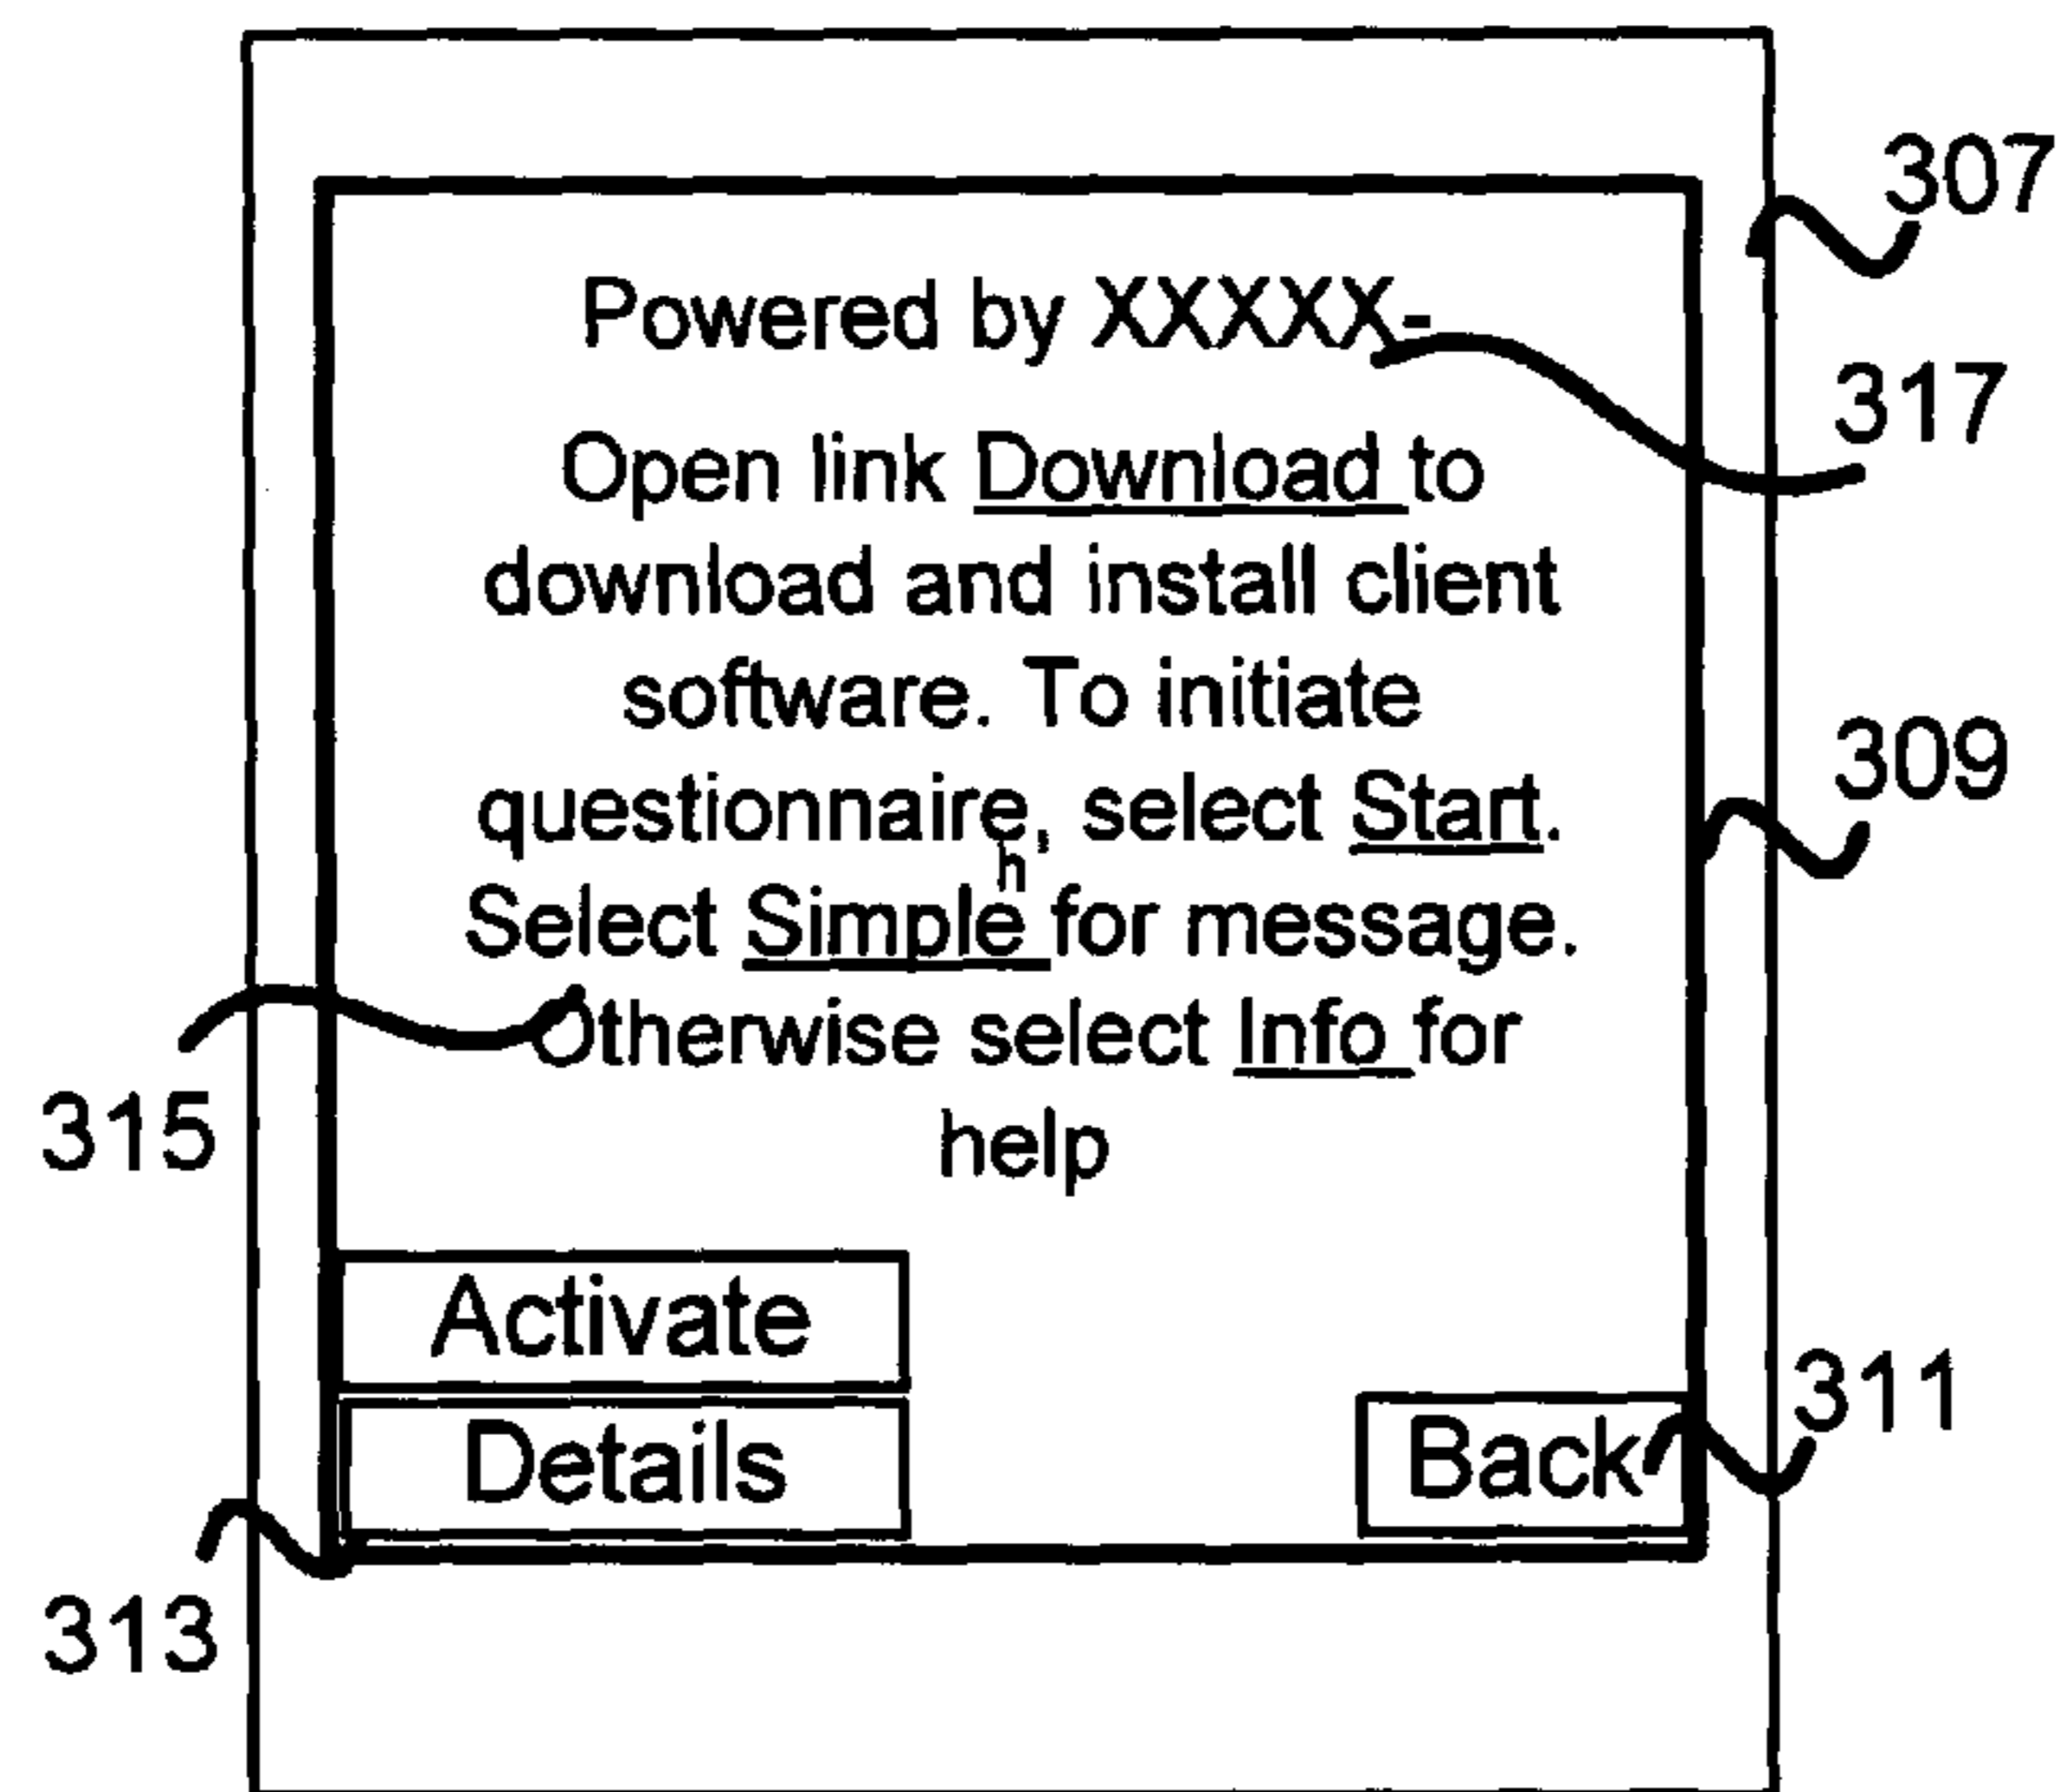 307
Powered by XXXXX-
317
Open link Download to
download and install client
software. To initiate
309
questionnaire, select Start.
h
Select Simple for message.
Otherwise select Info for
315
help
Activate
311
Details
Back
313